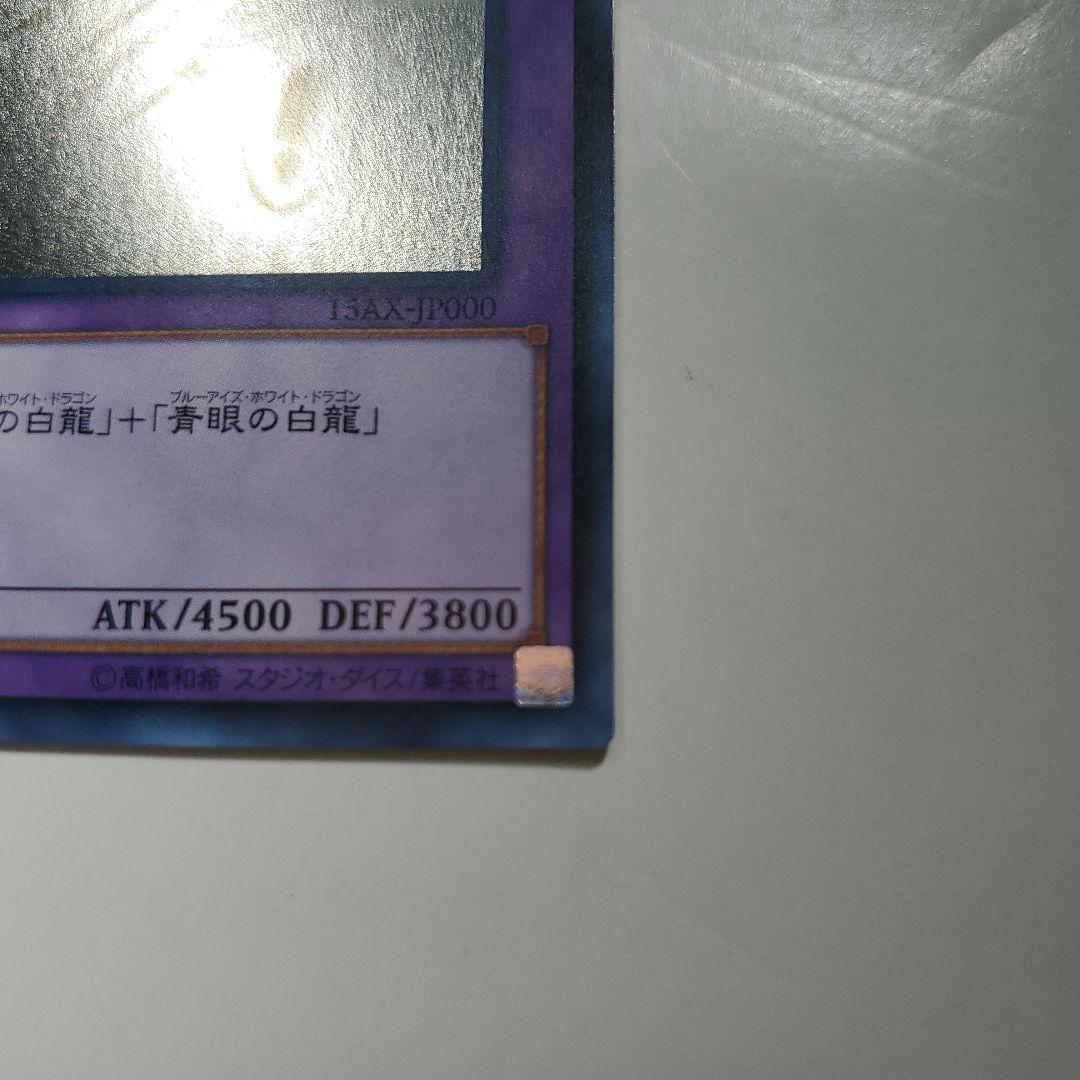 15AX-JP000
ホワイト・ドラゴン ブルーアイズ・ホワイト・ドラゴン
の白龍」+「青眼の白龍」
ATK/4500 DEF/3800
©高橋和希 スタジオ・ダイス/集英社